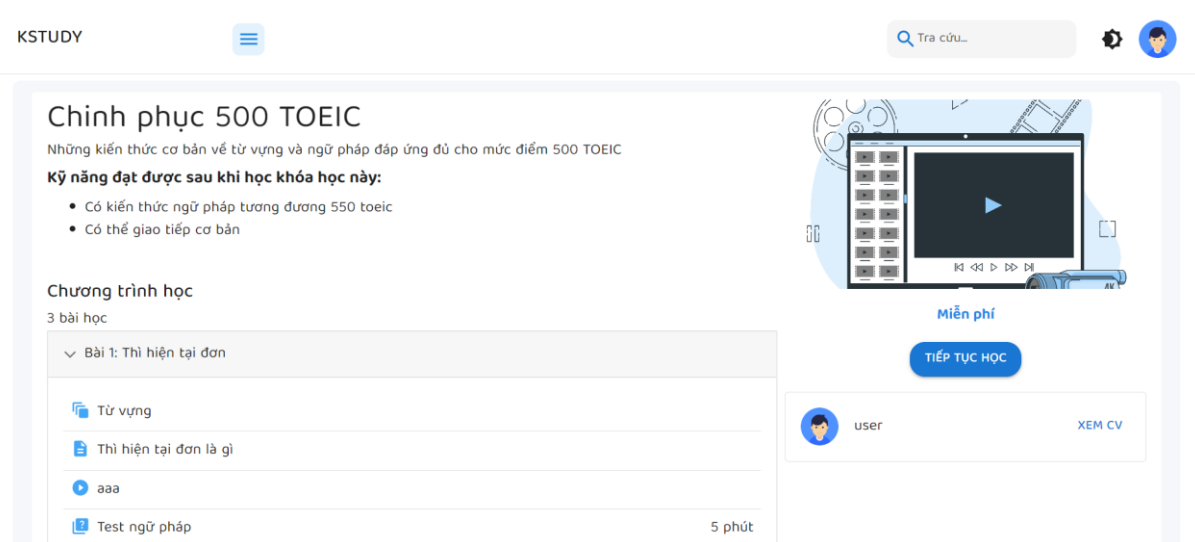 KSTUDY
Tra cứu...
Chinh phục 500 TOEIC
Những kiến thức cơ bản về từ vựng và ngữ pháp đáp ứng đủ cho mức điểm 500 TOEIC
Kỹ năng đạt được sau khi học khóa học này:
Có kiến thức ngữ pháp tương đương 550 toeic
Có thể giao tiếp cơ bản
Chương trình học
3 bài học
Bài 1: Thì hiện tại đơn
Từ vựng
Thì hiện tại đơn là gì
aaa
Test ngữ pháp 5 phút
4K
Miễn phí
TIẾP TỤC HỌC
user XEM CV